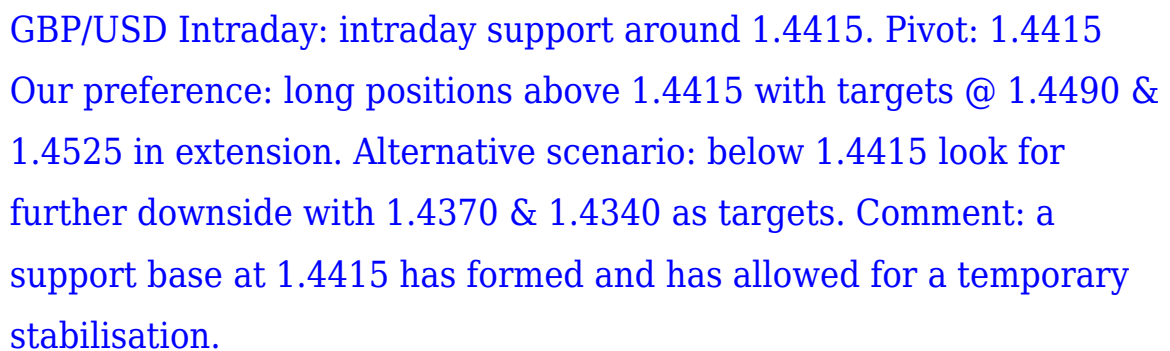 GBP/USD Intraday: intraday support around 1.4415. Pivot: 1.4415
Our preference: long positions above 1.4415 with targets @ 1.4490 &
1.4525 in extension. Alternative scenario: below 1.4415 look for
further downside with 1.4370 & 1.4340 as targets. Comment: a
support base at 1.4415 has formed and has allowed for a temporary
stabilisation.